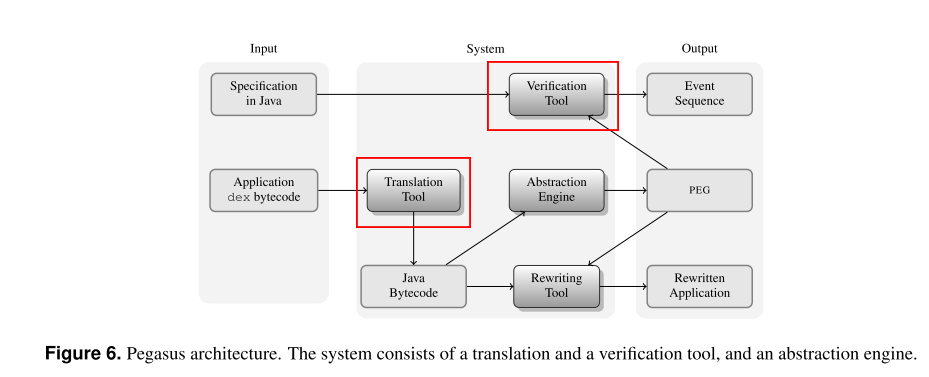 Input
System
Output
Specification
in Java
Verification
Tool
Event
Sequence
Application
dex bytecode
Translation
Tool
Abstraction
Engine
PEG
Java
Bytecode
Rewriting
Tool
Rewritten
Application
Figure 6. Pegasus architecture. The system consists of a translation and a verification tool, and an abstraction engine.